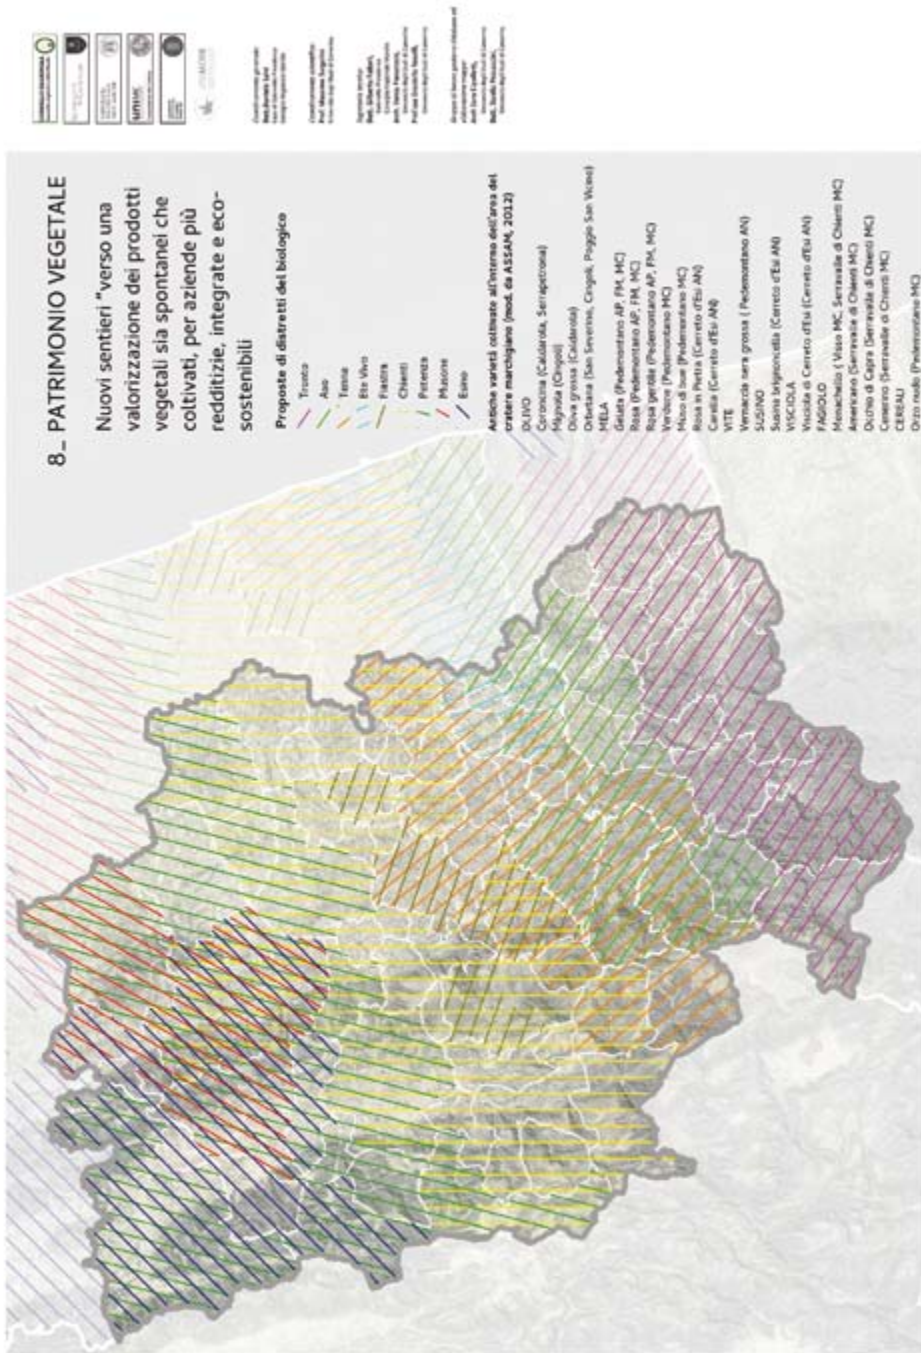 8_ PATRIMONIO VEGETALE
Nuovi sentieri "verso una
valorizzazione dei prodotti
vegetali sia spontanei che
coltivati, per aziende più
redditizie, integrate e eco-
sostenibili
Proposte di distretti del biologico
Tronto
Aso
Tenna
Ete Vivo
Fiastra
Chienti
Potenza
Musone
Esino
Antiche varietà coltivate all'interno dell'area del
cratere marchigiano (mod. da ASSAM, 2012)
OLIVO
Coroncina (Caldarola, Serrapetrona)
Mignola (Cingoli)
Oliva grossa (Caldarola)
Orbetana (San Severino, Cingoli, Poggio San Vicino)
MELA
Gelata (Pedemontano AP, FM, MC)
Rosa (Pedemontano AP, FM, MC)
Rosa gentile (Pedemontano AP, FM, MC)
Verdone (Pedemontano MC)
Muso di bue (Pedemontano MC)
Rosa in pietra (Cerreto d'Esi AN)
Carella (Cerreto d'Esi AN)
VITE
Vernaccia nera grossa ( Pedemontano AN)
SUSINO
Susina brignoncella (Cerreto d'Esi AN)
VISCIOLA
Visciola di Cerreto d'Esi (Cerreto d'Esi AN)
FAGIOLO
Monachello ( Visso MC, Serravalle di Chienti MC)
Americano (Serravalle di Chienti MC)
Occhio di Capra (Serravalle di Chienti MC)
Camerino (Serravalle di Chienti MC)
CEREALI
Orzo nudo (Pedemontano MC)